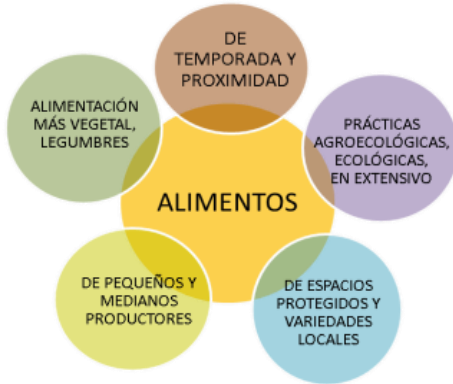 DE
TEMPORADA Y
PROXIMIDAD
PRÁCTICAS
AGROECOLÓGICAS,
ECOLÓGICAS,
EN EXTENSIVO
DE ESPACIOS
PROTEGIDOS Y
VARIEDADES
LOCALES
DE PEQUEÑOS Y
MEDIANOS
PRODUCTORES
ALIMENTACIÓN
MÁS VEGETAL,
LEGUMBRES
ALIMENTOS